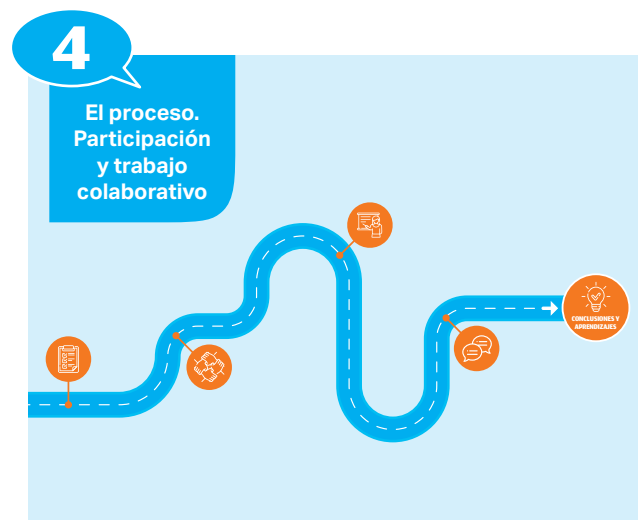 4
El proceso.
Participación
y trabajo
colaborativo
CONCLUSIONES Y
APRENDIZAJES